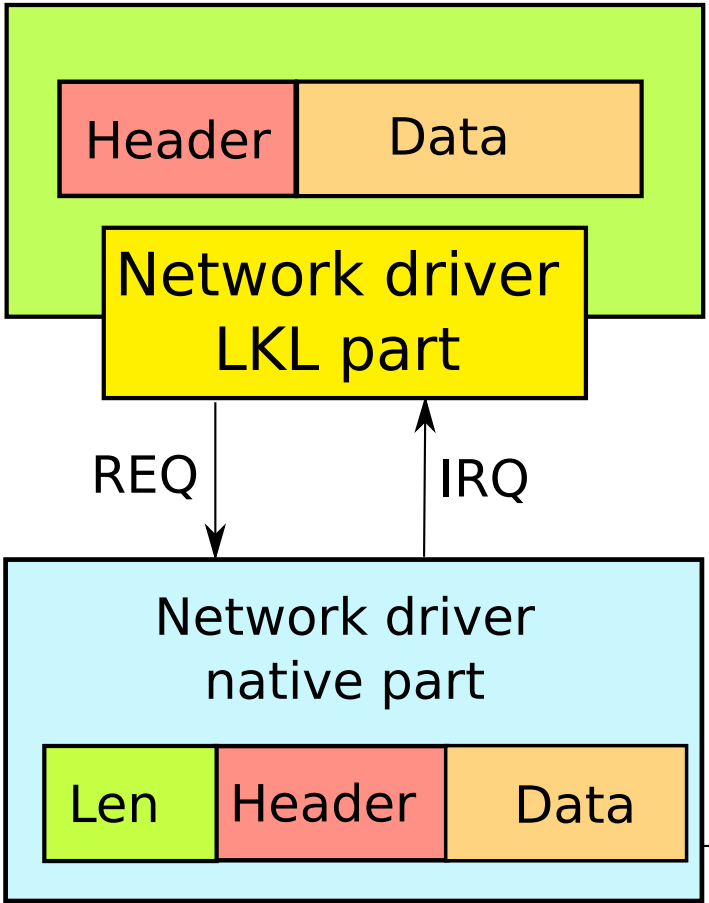 Header
Data
Network driver
LKL part
REQ
IRQ
Network driver
native part
Len
Header
Data